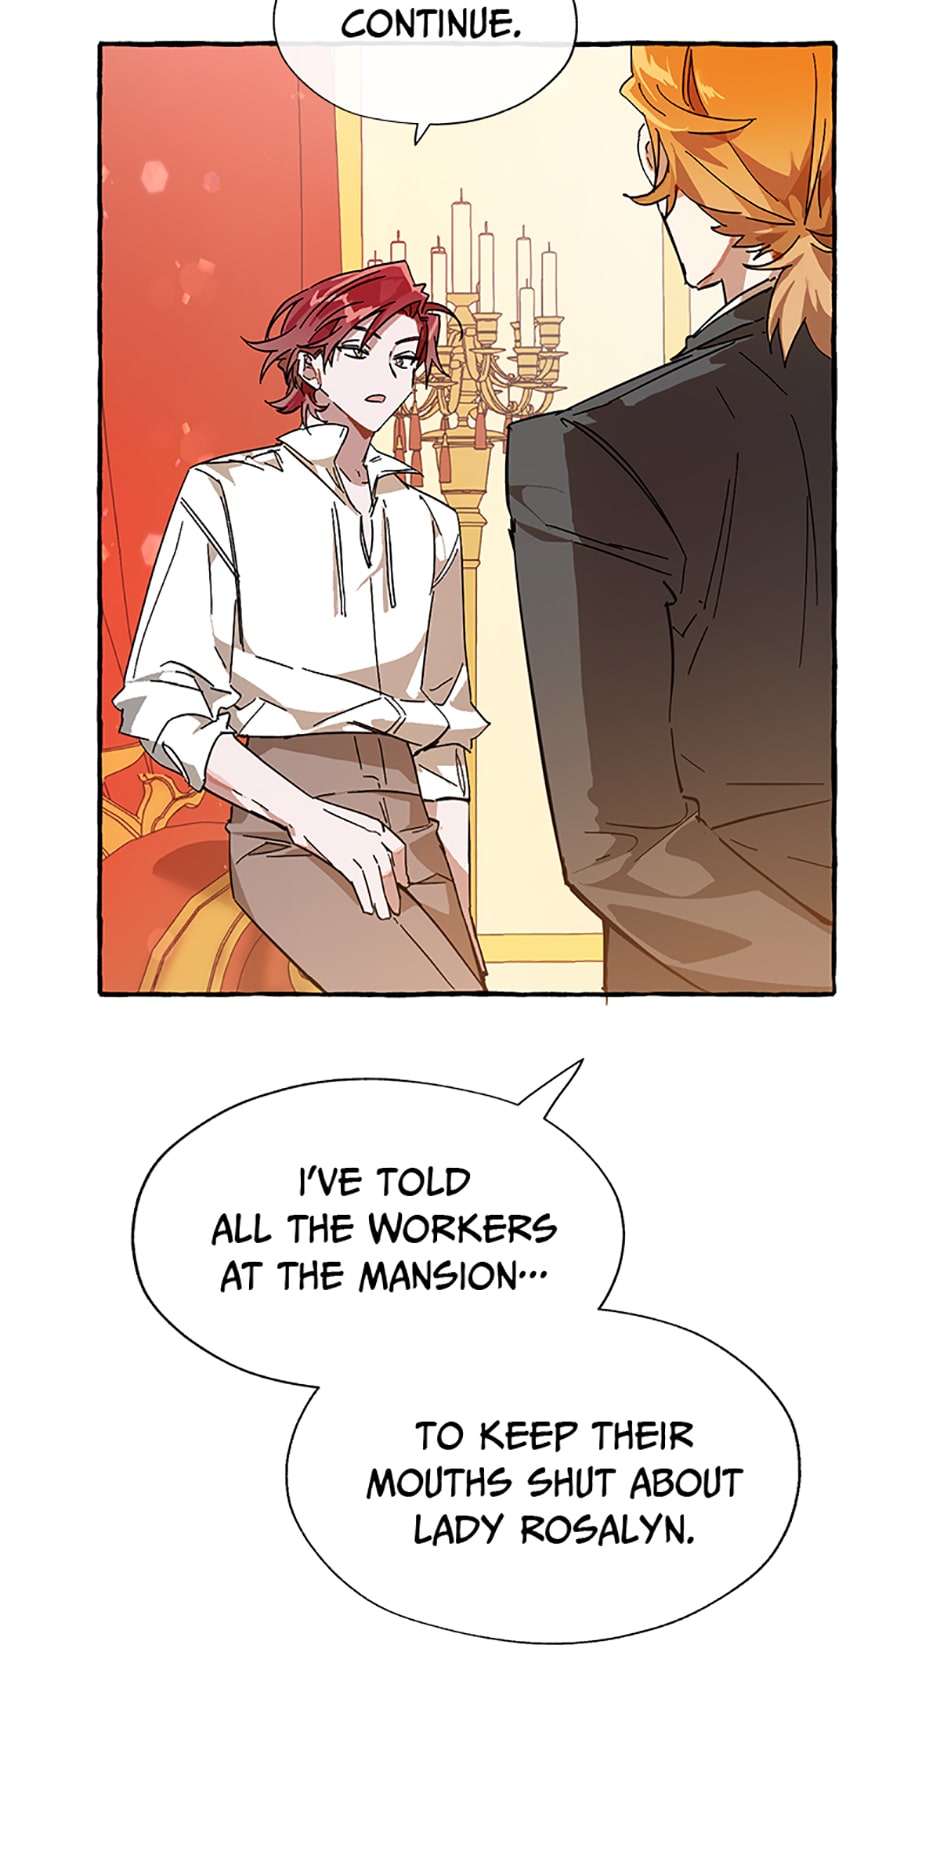 CONTINUE.
I'VE TOLD
ALL THE WORKERS
AT THE MANSION...
TO KEEP THEIR
MOUTHS SHUT ABOUT
LADY ROSALYN.